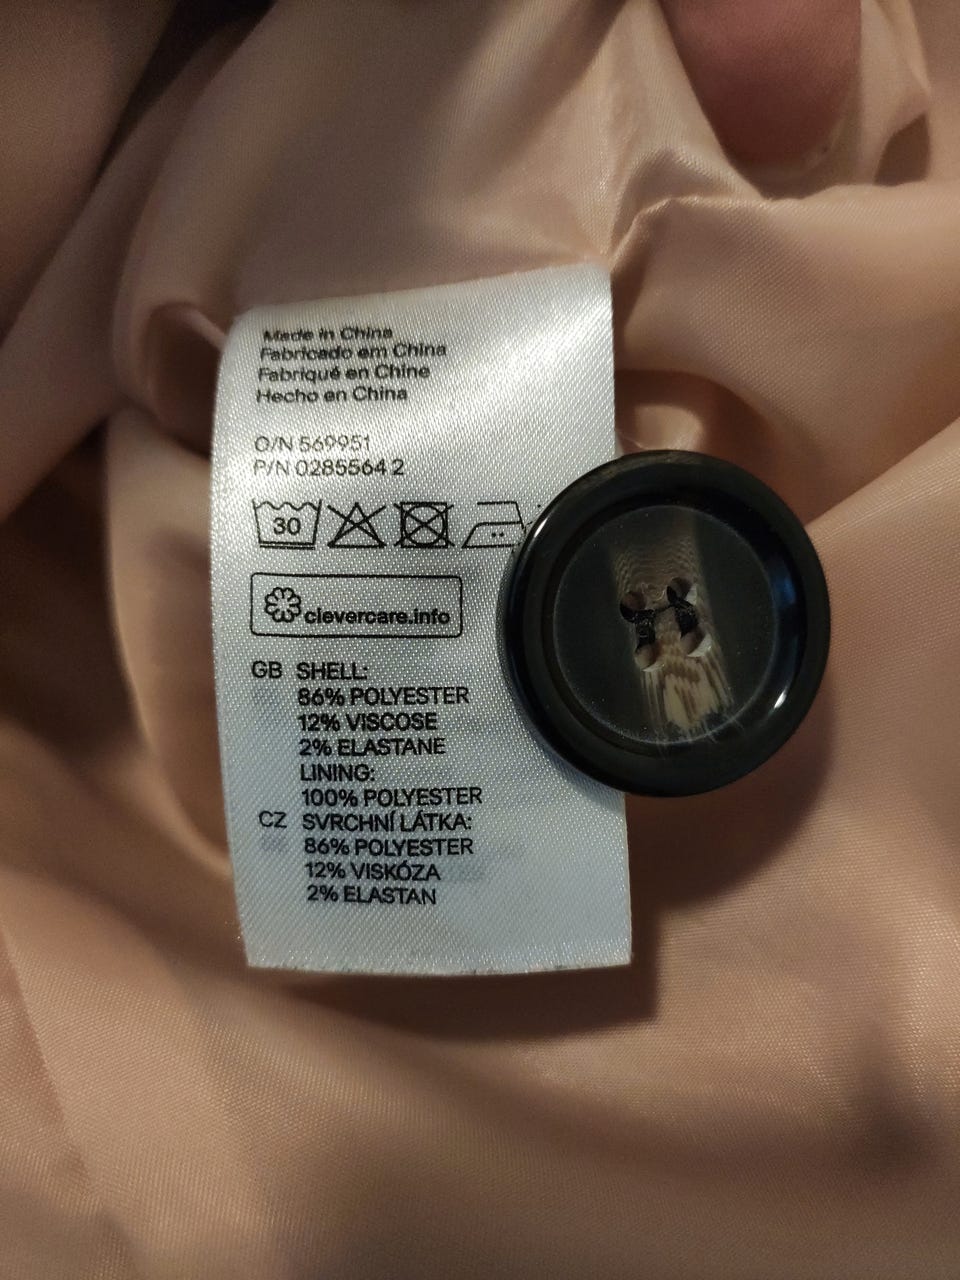 Made in China
Fabricado em China
Fabriqué en Chine
Hecho en China
O/N 569951
P/N 0285564 2
30
clevercare.info
GB SHELL:
86% POLYESTER
12% VISCOSE
2% ELASTANE
LINING:
100% POLYESTER
CZ SVRCHNÍ LÁTKA:
86% POLYESTER
12% VISKÓZA
2% ELASTAN